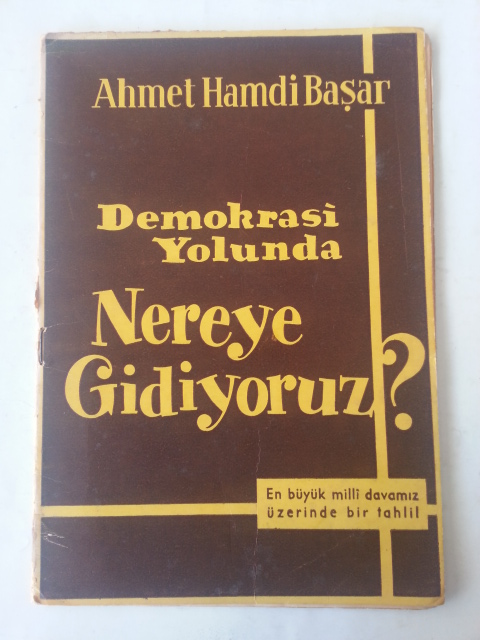 Ahmet Hamdi Başar
Demokrasi
Yolunda
Nereye
Gidiyoruz?
En büyük millî davamız
üzerinde bir tahlil